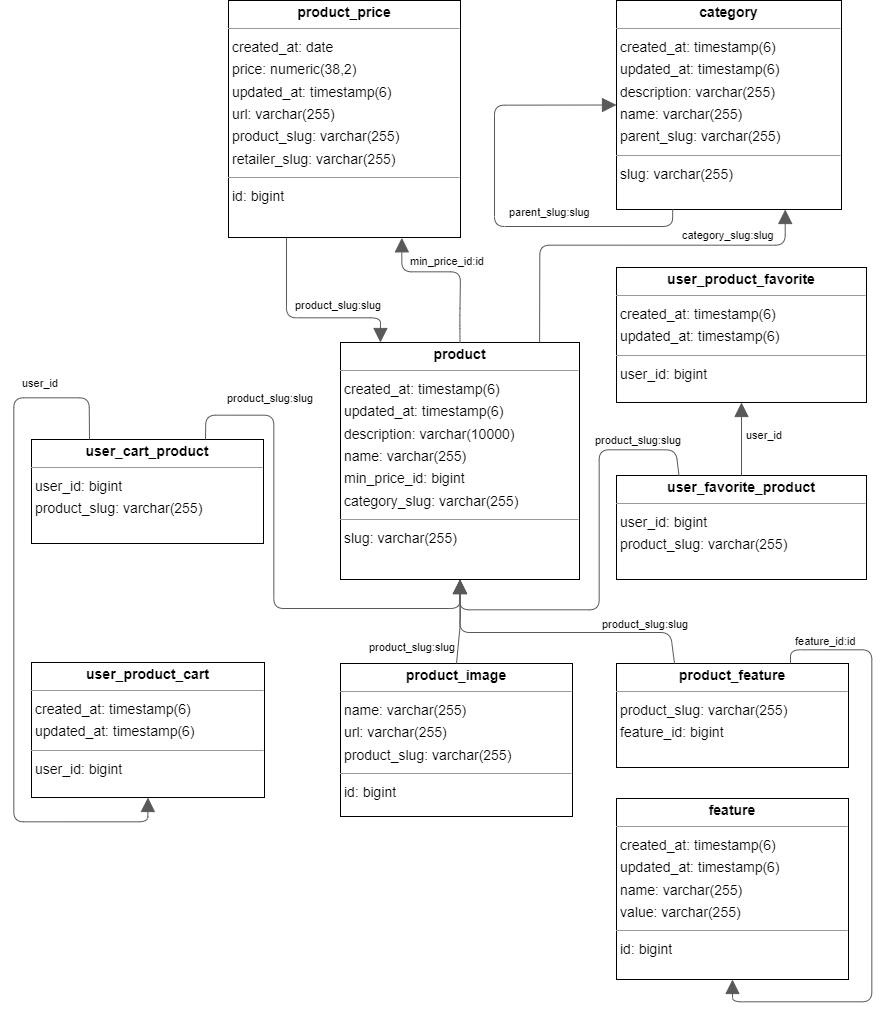 product_price
created_at: date
price: numeric(38,2)
updated_at: timestamp(6)
url: varchar(255)
product_slug: varchar(255)
retailer_slug: varchar(255)
id: bigint
category
created_at: timestamp(6)
updated_at: timestamp(6)
description: varchar(255)
name: varchar(255)
parent_slug: varchar(255)
slug: varchar(255)
parent_slug:slug
category_slug:slug
min_price_id:id
product_slug:slug
user_product_favorite
created_at: timestamp(6)
updated_at: timestamp(6)
user_id: bigint
product
created_at: timestamp(6)
updated_at: timestamp(6)
description: varchar(10000)
name: varchar(255)
min_price_id: bigint
category_slug: varchar(255)
slug: varchar(255)
user_id
product_slug:slug
user_cart_product
user_id: bigint
product_slug: varchar(255)
product_slug:slug
user_id
user_favorite_product
user_id: bigint
product_slug: varchar(255)
product_slug:slug
product_slug:slug
feature_id:id
user_product_cart
created_at: timestamp(6)
updated_at: timestamp(6)
user_id: bigint
product_image
name: varchar(255)
url: varchar(255)
product_slug: varchar(255)
id: bigint
product_feature
product_slug: varchar(255)
feature_id: bigint
feature
created_at: timestamp(6)
updated_at: timestamp(6)
name: varchar(255)
value: varchar(255)
id: bigint